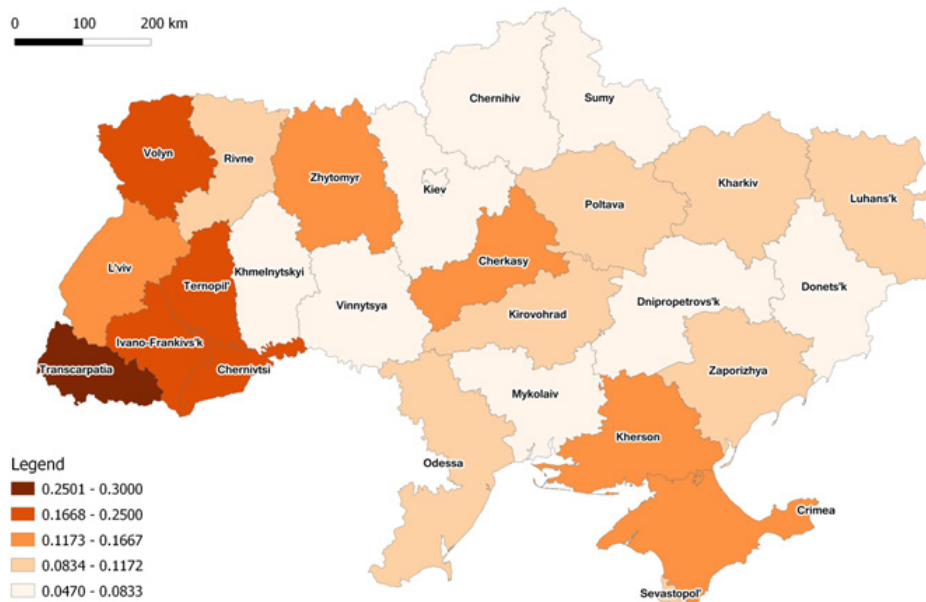 0 100 200 km
Chernihiv
Sumy
Volyn
Rivne
Zhytomyr
Kiev
Poltava
Kharkiv
Luhans'k
L'viv
Ternopil'
Khmelnytskyi
Cherkasy
Vinnytsya
Kirovohrad
Dnipropetrovs'k
Donets'k
Ivano-Frankivs'k
Transcarpatia
Chernivtsi
Zaporizhya
Mykolaiv
Kherson
Odessa
Crimea
Sevastopol'
Legend
0.2501 - 0.3000
0.1668 - 0.2500
0.1173 - 0.1667
0.0834 - 0.1172
0.0470 - 0.0833